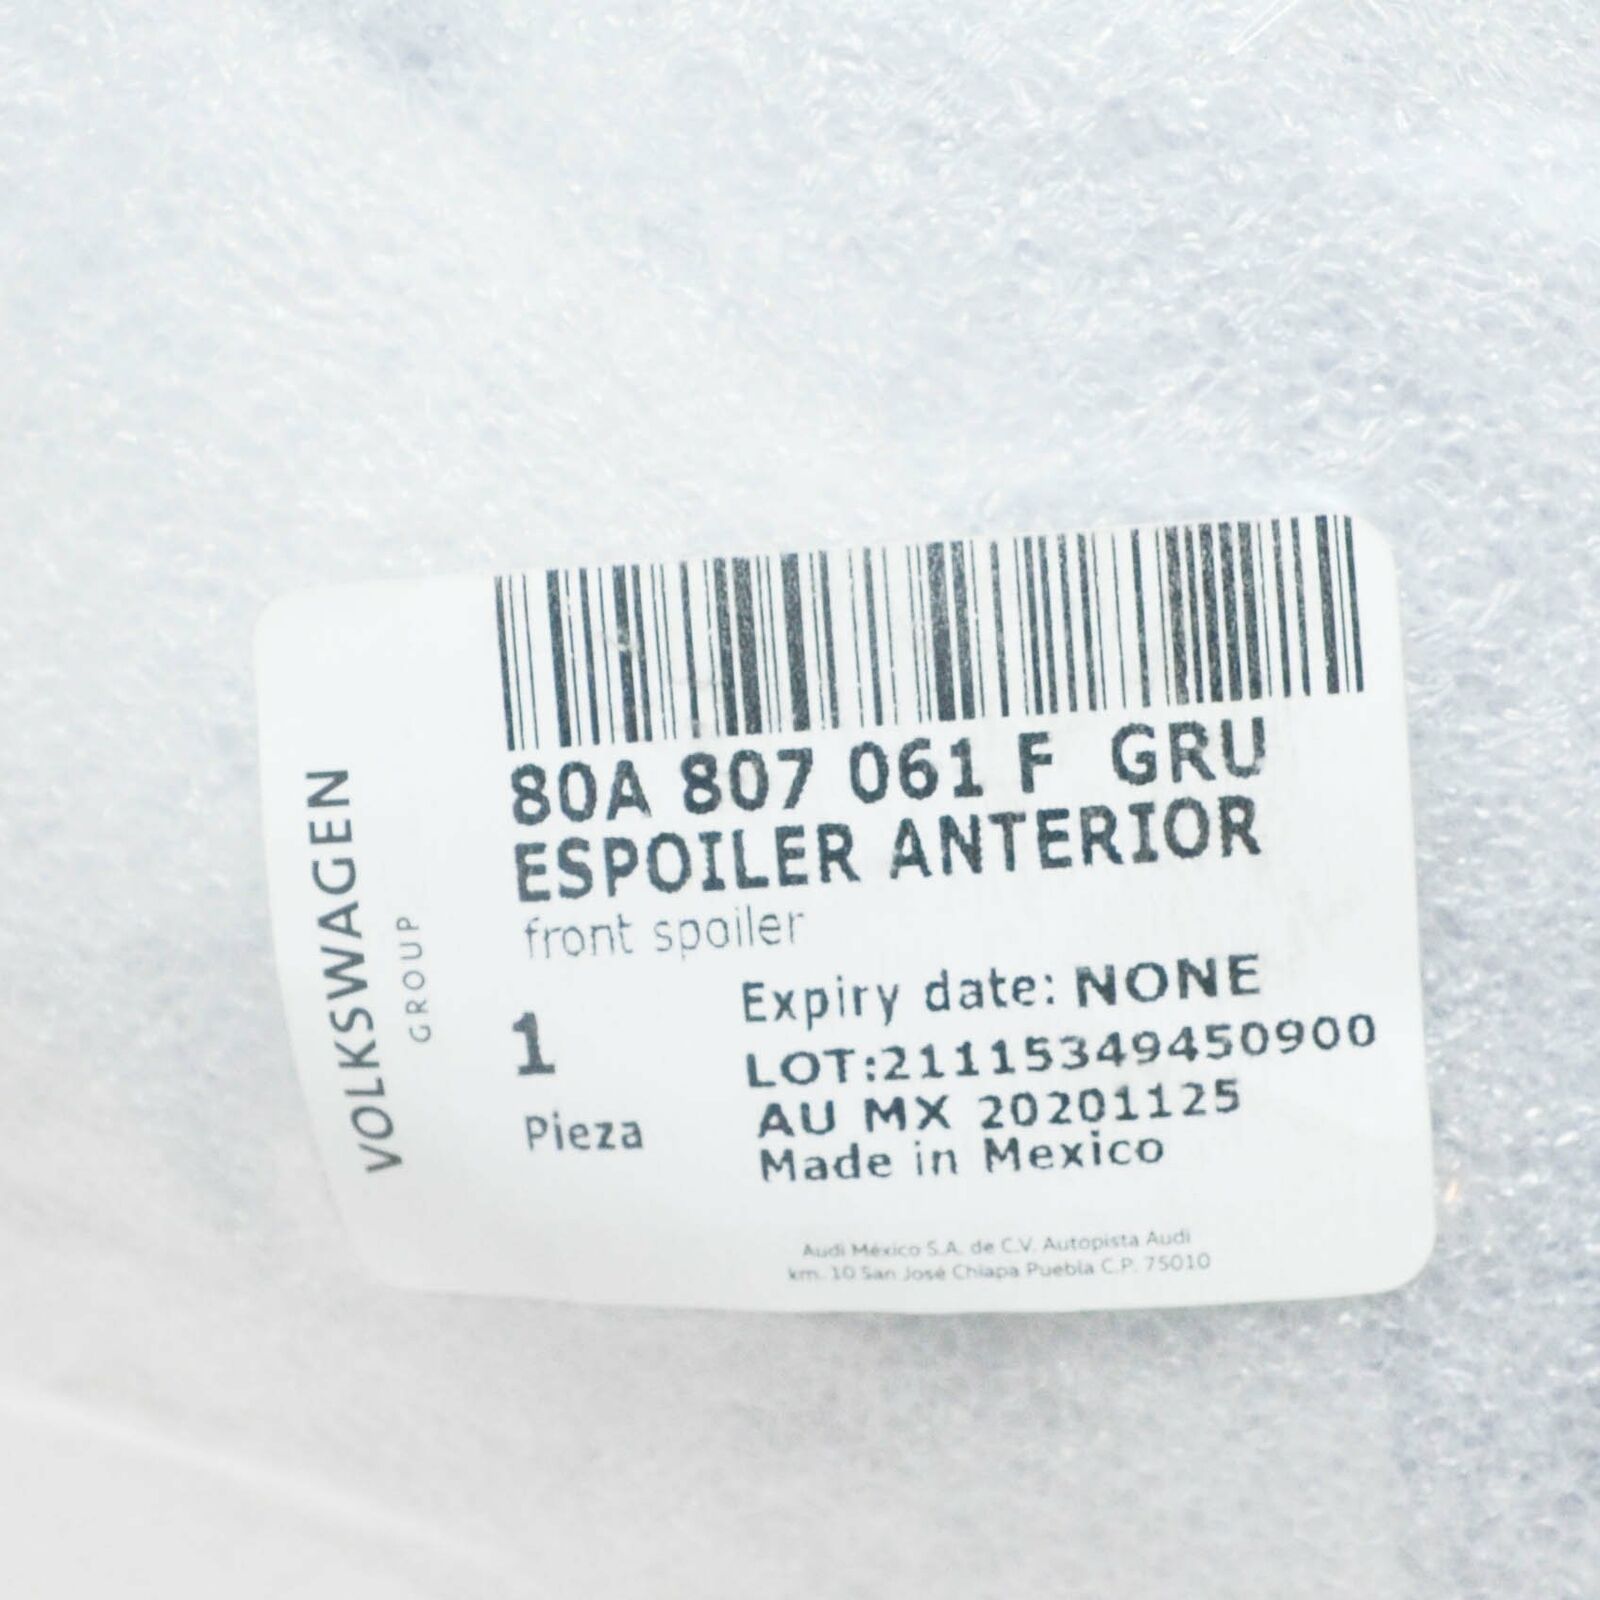 VOLKSWAGEN
GROUP
80A 807 061 F GRU
ESPOILER ANTERIOR
front spoiler
1
Pieza
Expiry date: NONE
LOT:21115349450900
AU MX 20201125
Made in Mexico
Audi México S.A. de C.V. Autopista Audi
km. 10 San José Chiapa Puebla C.P. 75010